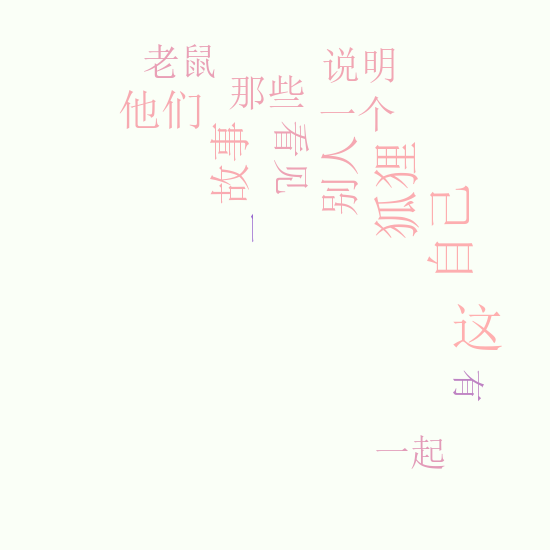 老鼠
说明
那些
他们
一个
故事
看见
别人
狐狸
自己
一
这
有
一起